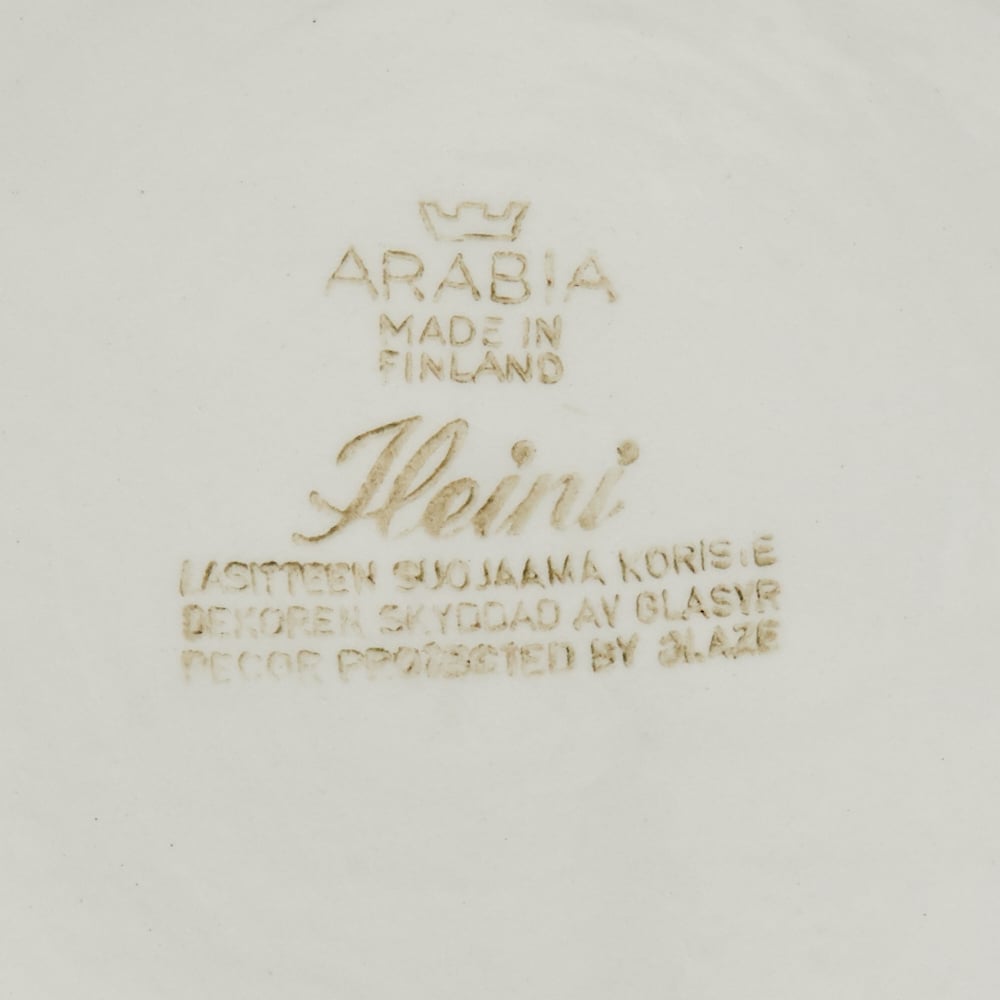 ARABIA
MADE IN
FINLAND
Heini
LASITTEEN SUOJAAMA KORISTE
DEKOREN SKYDDAD AV GLASYR
DECOR PROTECTED BY GLAZE